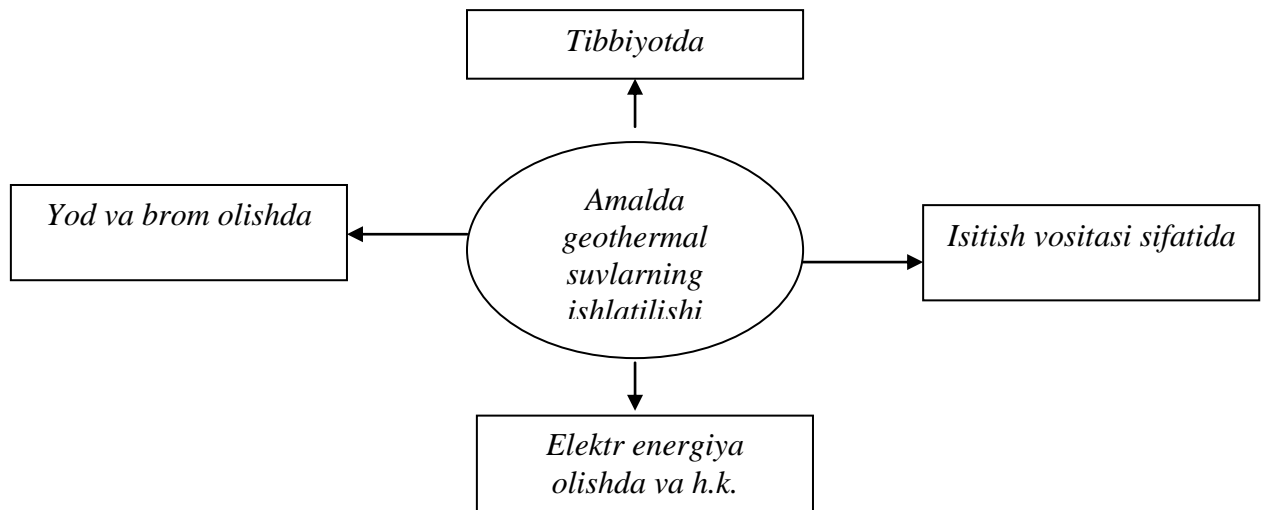 Tibbiyotda
Yod va brom olishda
Amalda
geothermal
suvlarning
ishlatilishi
Isitish vositasi sifatida
Elektr energiya
olishda va h.k.